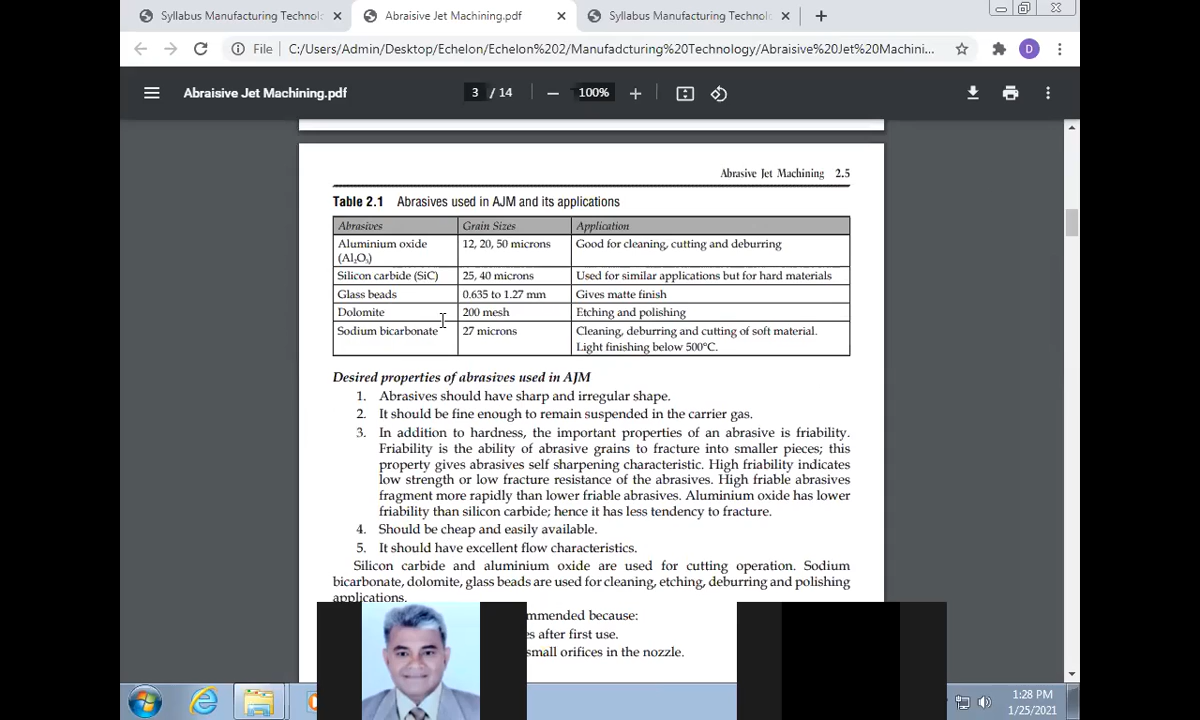 Syllabus Manufacturing Technol
Abraisive Jet Machining.pdf
Syllabus Manufacturing Technol
File
C:/Users/Admin/Desktop/Echelon/Echelon%202/Manufadcturing%20Technology/Abraisive%20Jet%20Machini...
D
Abraisive Jet Machining.pdf
3 / 14
100%
Abrasive Jet Machining 2.5
Table 2.1 Abrasives used in AJM and its applications
Abrasives Grain Sizes Application
Aluminium oxide 12, 20, 50 microns Good for cleaning, cutting and deburring
(Al₂O₃)
Silicon carbide (SiC) 25, 40 microns Used for similar applications but for hard materials
Glass beads 0.635 to 1.27 mm Gives matte finish
Dolomite 200 mesh Etching and polishing
Sodium bicarbonate 27 microns Cleaning, deburring and cutting of soft material.
Light finishing below 500°C.
Desired properties of abrasives used in AJM
1. Abrasives should have sharp and irregular shape.
2. It should be fine enough to remain suspended in the carrier gas.
3. In addition to hardness, the important properties of an abrasive is friability.
Friability is the ability of abrasive grains to fracture into smaller pieces; this
property gives abrasives self sharpening characteristic. High friability indicates
low strength or low fracture resistance of the abrasives. High friable abrasives
fragment more rapidly than lower friable abrasives. Aluminium oxide has lower
friability than silicon carbide; hence it has less tendency to fracture.
4. Should be cheap and easily available.
5. It should have excellent flow characteristics.
Silicon carbide and aluminium oxide are used for cutting operation. Sodium
bicarbonate, dolomite, glass beads are used for cleaning, etching, deburring and polishing
applications.
mmended because:
es after first use.
small orifices in the nozzle.
1:28 PM
1/25/2021